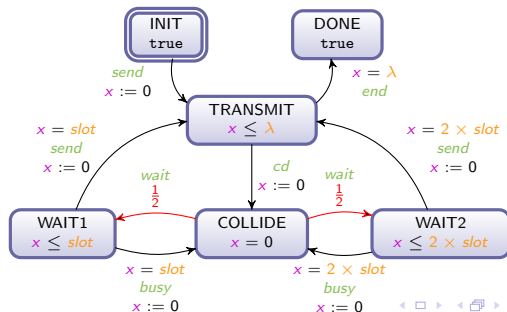 INIT
true
DONE
true
send
x := 0
x = λ
end
TRANSMIT
x ≤ λ
x = slot
send
x := 0
x = 2 × slot
send
x := 0
cd
x := 0
wait
1/2
wait
1/2
WAIT1
x ≤ slot
COLLIDE
x = 0
WAIT2
x ≤ 2 × slot
x = slot
busy
x := 0
x = 2 × slot
busy
x := 0